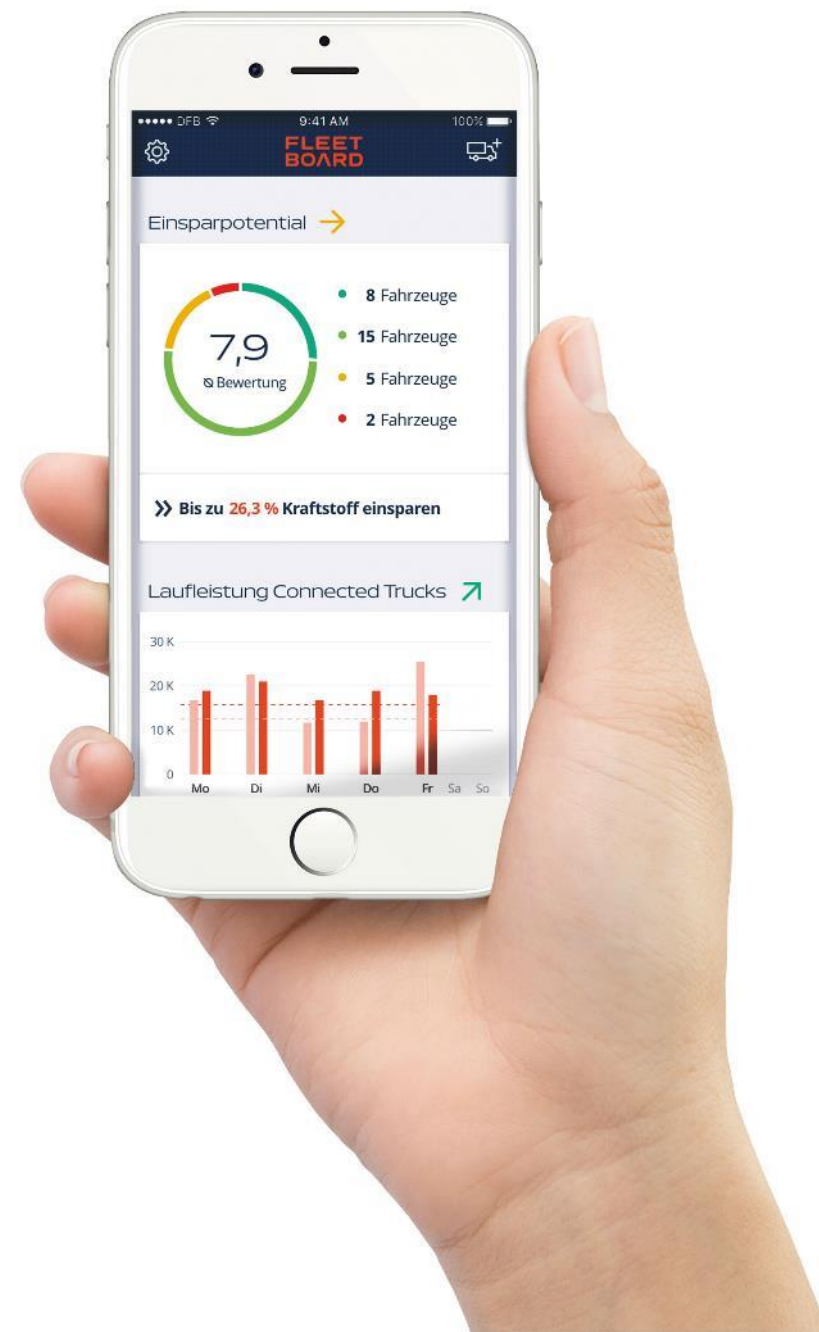 DFB 9:41 AM 100%
FLEET
BOARD
Einsparpotential
7,9
Ø Bewertung
8 Fahrzeuge
15 Fahrzeuge
5 Fahrzeuge
2 Fahrzeuge
Bis zu 26,3 % Kraftstoff einsparen
Laufleistung Connected Trucks
30 K
20 K
10 K
0
Mo Di Mi Do Fr Sa So